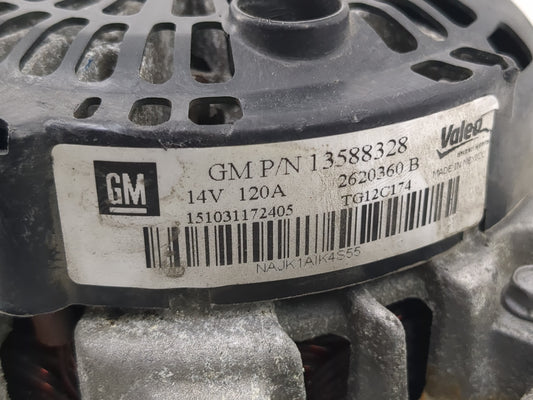 GM
GM P/N 13588328
14V 120A 2620360 B
151031172405 TG12C174
NAJK1AIK4S55
Valeo
MADE IN MEXICO